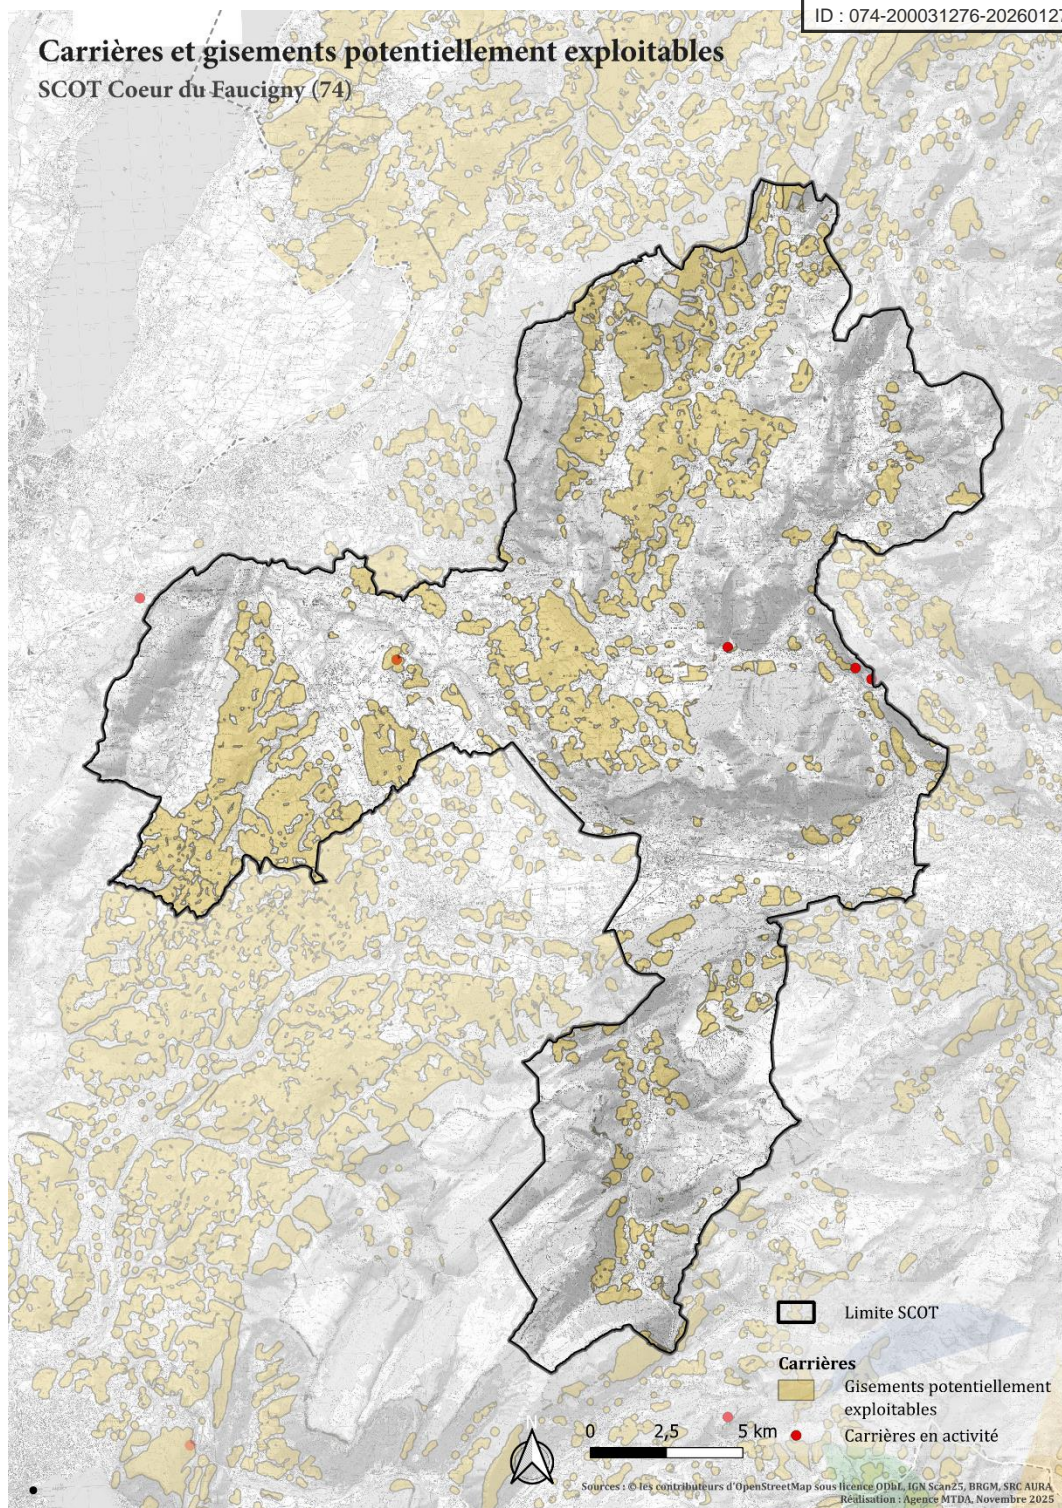 ID : 074-200031276-2026012
Carrières et gisements potentiellement exploitables
SCOT Coeur du Faucigny (74)
Limite SCOT
Carrières
Gisements potentiellement
exploitables
Carrières en activité
N
0 2,5 5 km
Sources : © les contributeurs d'OpenStreetMap sous licence ODbL, IGN Scan25, BRGM, SRC AURA
Réalisation : Agence MTDA, Novembre 2025